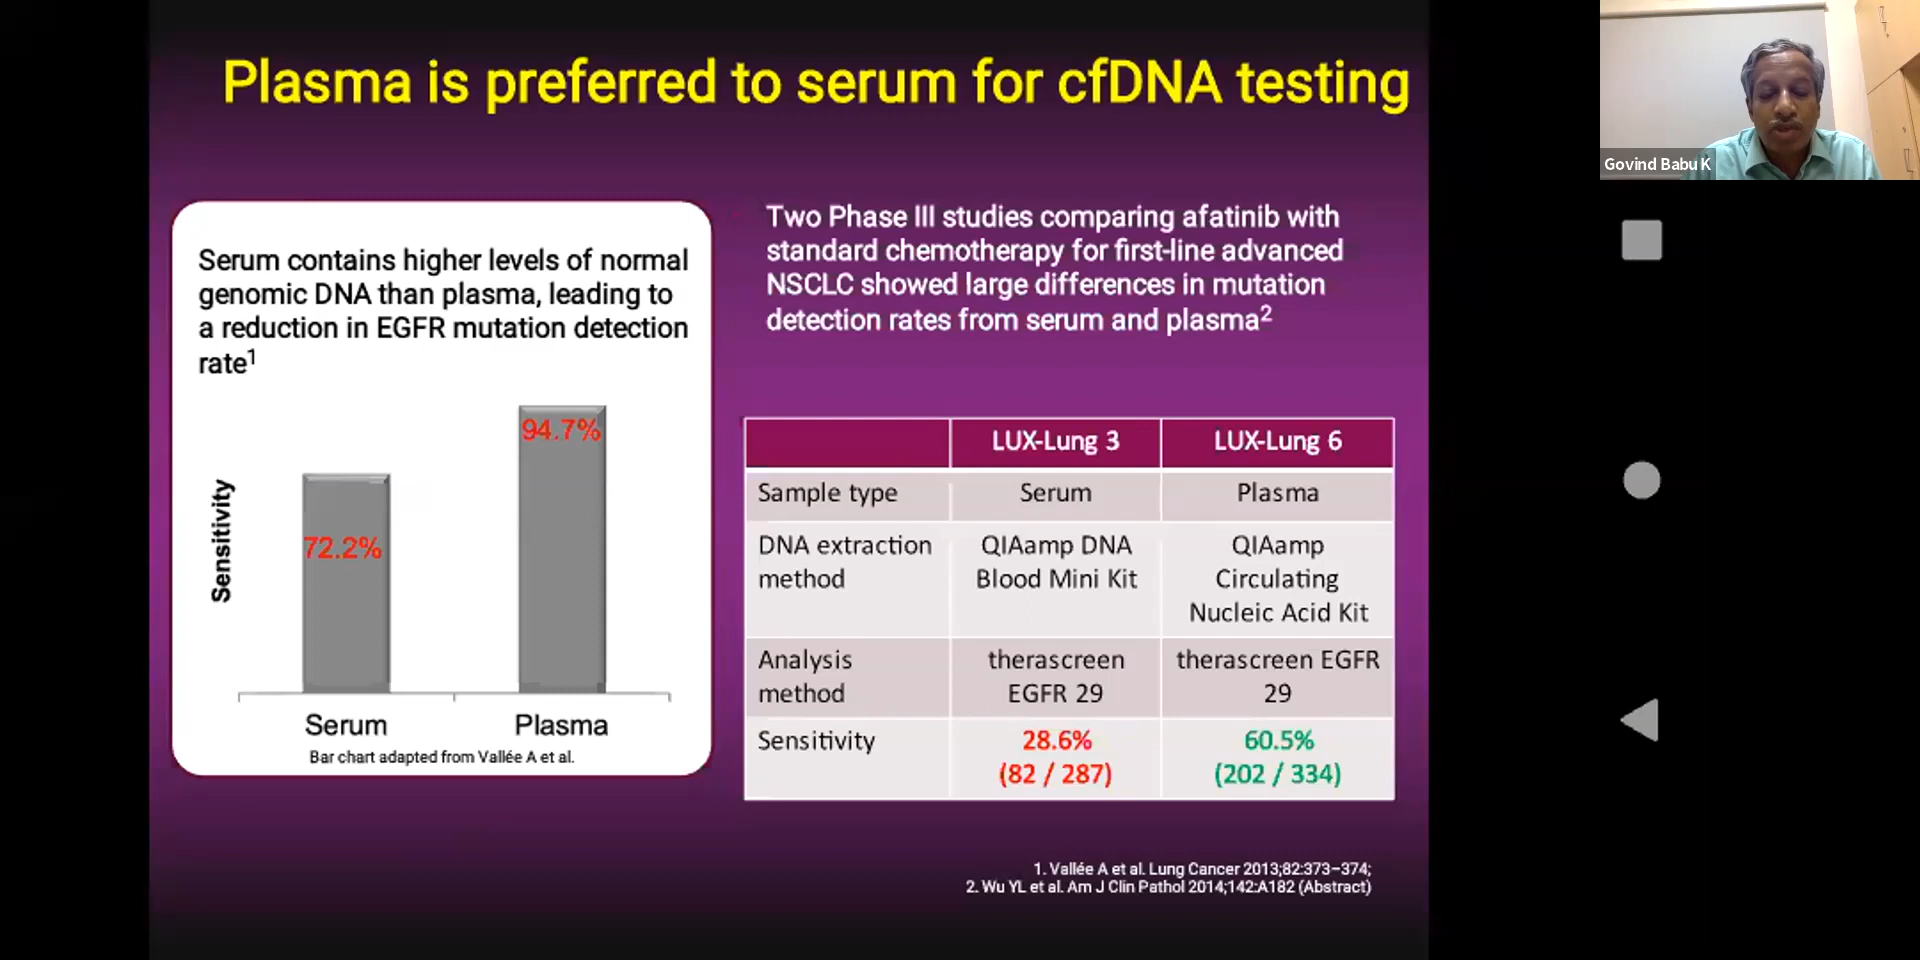 Plasma is preferred to serum for cfDNA testing
Govind Babu K
Serum contains higher levels of normal
genomic DNA than plasma, leading to
a reduction in EGFR mutation detection
rate1
Sensitivity
72.2%
94.7%
Serum
Plasma
Bar chart adapted from Vallée A et al.
Two Phase III studies comparing afatinib with
standard chemotherapy for first-line advanced
NSCLC showed large differences in mutation
detection rates from serum and plasma2
LUX-Lung 3
LUX-Lung 6
Sample type
Serum
Plasma
DNA extraction
method
QIAamp DNA
Blood Mini Kit
QIAamp
Circulating
Nucleic Acid Kit
Analysis
method
therascreen
EGFR 29
therascreen EGFR
29
Sensitivity
28.6%
(82 / 287)
60.5%
(202 / 334)
1. Vallée A et al. Lung Cancer 2013;82:373–374;
2. Wu YL et al. Am J Clin Pathol 2014;142:A182 (Abstract)